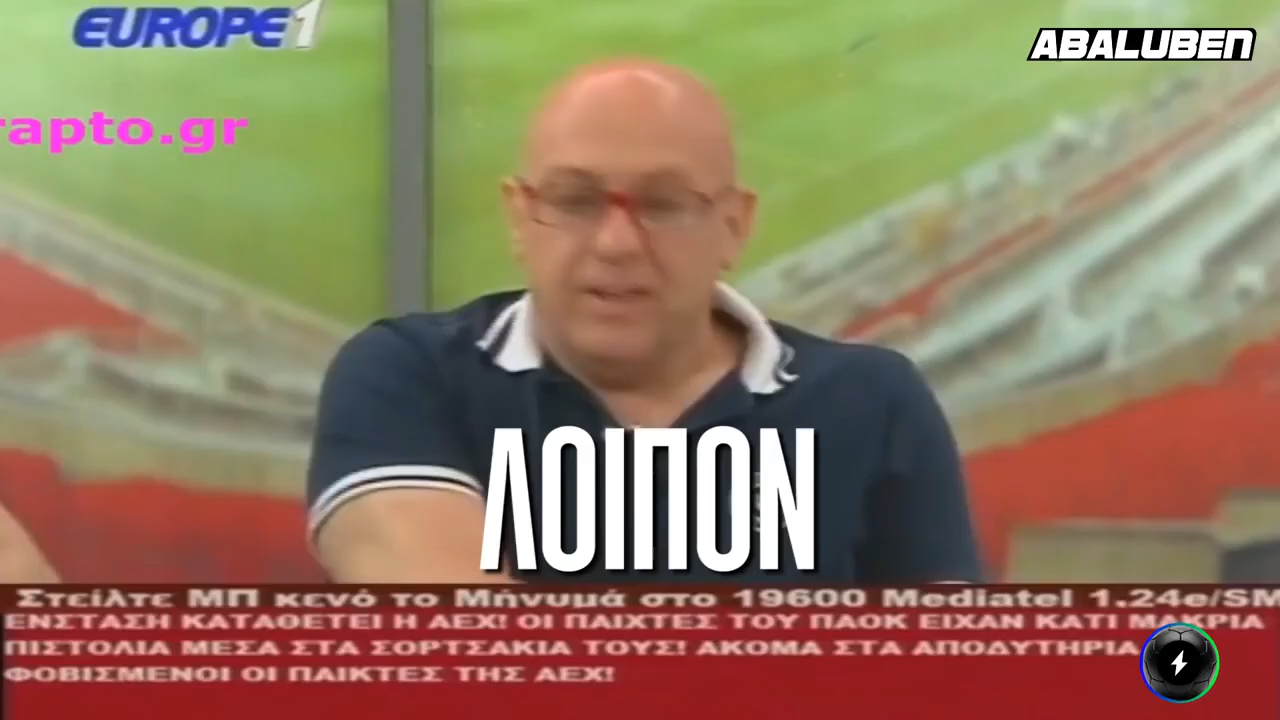 EUROPE1
ABALUBEN
rapto.gr
ΛΟΙΠΟΝ
Στείλτε ΜΠ κενό το Μήνυμά στο 19600 Mediatel 1.24e/SM
ΕΝΣΤΑΣΗ ΚΑΤΑΘΕΤΕΙ Η ΑΕΧ! ΟΙ ΠΑΙΧΤΕΣ ΤΟΥ ΠΑΟΚ ΕΙΧΑΝ ΚΑΤΙ ΜΑΚΡΙΑ
ΠΙΣΤΟΛΙΑ ΜΕΣΑ ΣΤΑ ΣΟΡΤΣΑΚΙΑ ΤΟΥΣ! ΑΚΟΜΑ ΣΤΑ ΑΠΟΔΥΤΗΡΙΑ
ΦΟΒΙΣΜΕΝΟΙ ΟΙ ΠΑΙΚΤΕΣ ΤΗΣ ΑΕΧ!